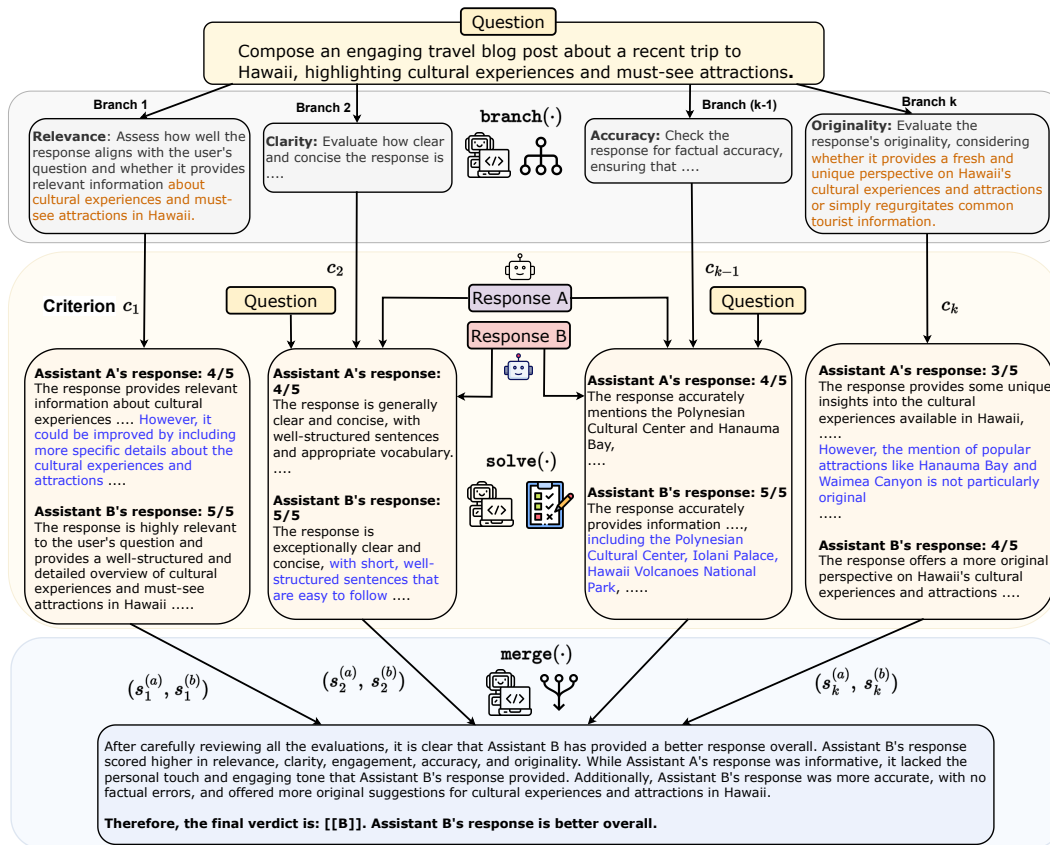 Question
Compose an engaging travel blog post about a recent trip to
Hawaii, highlighting cultural experiences and must-see attractions.
Branch 1
Branch 2
Branch (k-1)
Branch k
branch(·)
Relevance: Assess how well the
response aligns with the user's
question and whether it provides
relevant information about
cultural experiences and must-
see attractions in Hawaii.
Clarity: Evaluate how clear
and concise the response is
....
Accuracy: Check the
response for factual accuracy,
ensuring that ....
Originality: Evaluate the
response's originality, considering
whether it provides a fresh and
unique perspective on Hawaii's
cultural experiences and attractions
or simply regurgitates common
tourist information.
Criterion c₁
c₂
cₖ₋₁
cₖ
Question
Response A
Response B
Question
Assistant A's response: 4/5
The response provides relevant
information about cultural
experiences .... However, it
could be improved by including
more specific details about the
cultural experiences and
attractions ....
Assistant B's response: 5/5
The response is highly relevant
to the user's question and
provides a well-structured and
detailed overview of cultural
experiences and must-see
attractions in Hawaii .....
Assistant A's response:
4/5
The response is generally
clear and concise, with
well-structured sentences
and appropriate vocabulary.
....
Assistant B's response:
5/5
The response is
exceptionally clear and
concise, with short, well-
structured sentences that
are easy to follow ....
solve(·)
Assistant A's response: 4/5
The response accurately
mentions the Polynesian
Cultural Center and Hanauma
Bay,
....
Assistant B's response: 5/5
The response accurately
provides information ....,
including the Polynesian
Cultural Center, Iolani Palace,
Hawaii Volcanoes National
Park, .....
Assistant A's response: 3/5
The response provides some unique
insights into the cultural
experiences available in Hawaii,
.....
However, the mention of popular
attractions like Hanauma Bay and
Waimea Canyon is not particularly
original
.....
Assistant B's response: 4/5
The response offers a more original
perspective on Hawaii's cultural
experiences and attractions ....
merge(·)
(s₁⁽ᵃ⁾, s₁⁽ᵇ⁾)
(s₂⁽ᵃ⁾, s₂⁽ᵇ⁾)
(sₖ⁽ᵃ⁾, sₖ⁽ᵇ⁾)
After carefully reviewing all the evaluations, it is clear that Assistant B has provided a better response overall. Assistant B's response
scored higher in relevance, clarity, engagement, accuracy, and originality. While Assistant A's response was informative, it lacked the
personal touch and engaging tone that Assistant B's response provided. Additionally, Assistant B's response was more accurate, with no
factual errors, and offered more original suggestions for cultural experiences and attractions in Hawaii.
Therefore, the final verdict is: [[B]]. Assistant B's response is better overall.